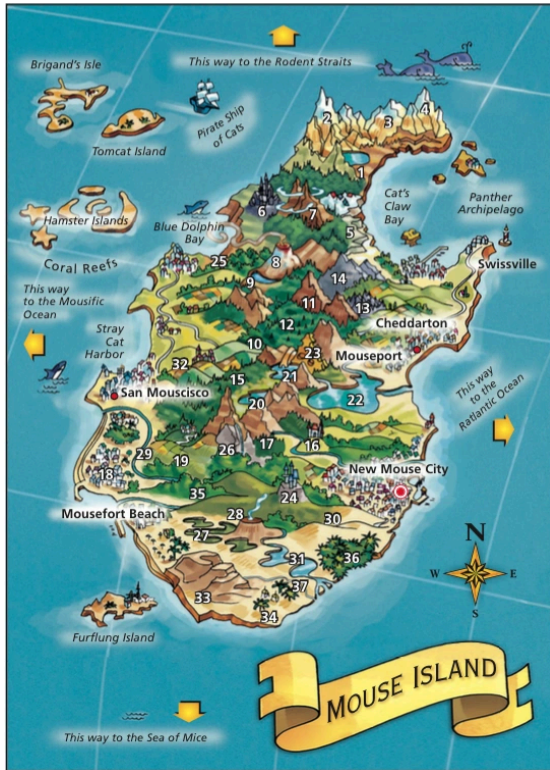 This way to the Rodent Straits
Brigand's Isle
Pirate Ship
of Cats
Tomcat Island
2
3
4
1
Cat's
Claw
Bay
Panther
Archipelago
Hamster Islands
6
7
Blue Dolphin
Bay
5
Coral Reefs
25
8
14
Swissville
This way
to the Mousific
Ocean
9
11
13
Stray
Cat
Harbor
12
Cheddarton
10
23
Mouseport
32
15
21
This way
to the
Ratlantic Ocean
San Mouscisco
20
22
29
19
26
17
16
18
New Mouse City
35
24
Mousefort Beach
28
30
27
N
W
E
S
31
36
33
37
34
Furflung Island
MOUSE ISLAND
This way to the Sea of Mice